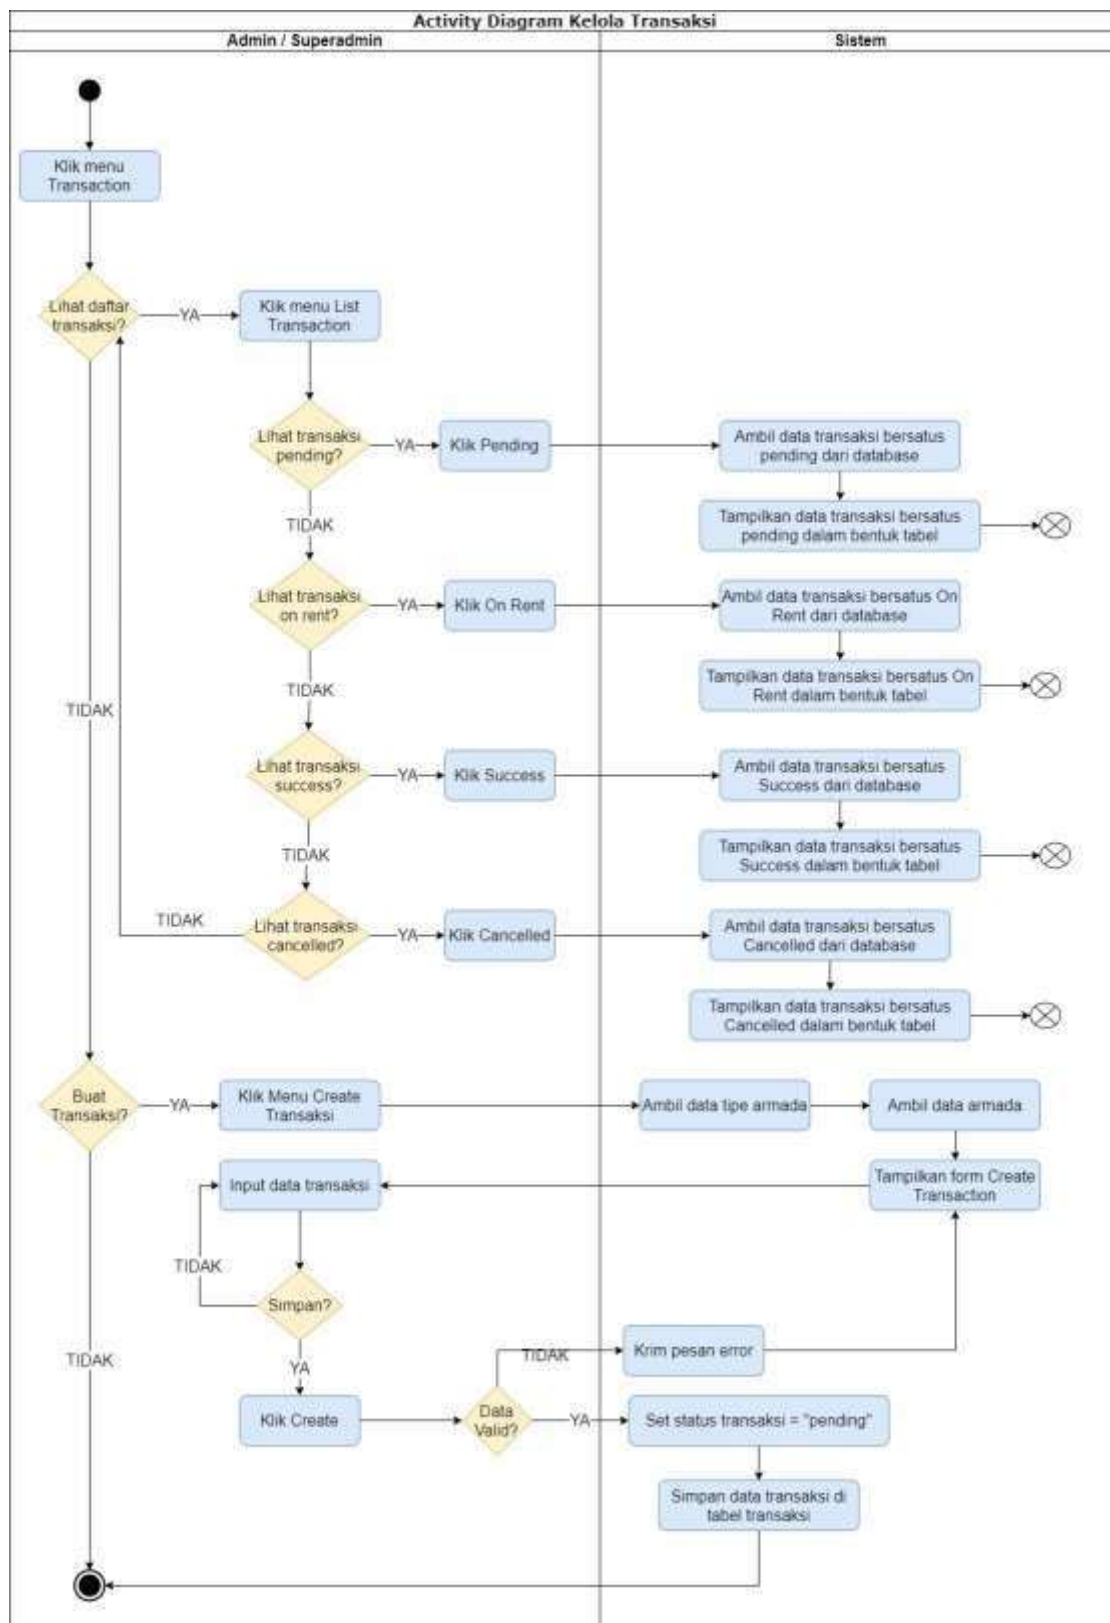 Activity Diagram Kelola Transaksi
Admin / Superadmin
Sistem
Klik menu
Transaction
Lihat daftar
transaksi?
YA
Klik menu List
Transaction
Lihat transaksi
pending?
YA
Klik Pending
Ambil data transaksi bersatus
pending dari database
TIDAK
Tampilkan data transaksi bersatus
pending dalam bentuk tabel
Lihat transaksi
on rent?
YA
Klik On Rent
Ambil data transaksi bersatus On
Rent dari database
TIDAK
Tampilkan data transaksi bersatus On
Rent dalam bentuk tabel
TIDAK
Lihat transaksi
success?
YA
Klik Success
Ambil data transaksi bersatus
Success dari database
TIDAK
Tampilkan data transaksi bersatus
Success dalam bentuk tabel
TIDAK
Lihat transaksi
cancelled?
YA
Klik Cancelled
Ambil data transaksi bersatus
Cancelled dari database
Tampilkan data transaksi bersatus
Cancelled dalam bentuk tabel
Buat
Transaksi?
YA
Klik Menu Create
Transaksi
Ambil data tipe armada
Ambil data armada
Input data transaksi
Tampilkan form Create
Transaction
TIDAK
Simpan?
TIDAK
YA
TIDAK
Krim pesan error
Klik Create
Data
Valid?
YA
Set status transaksi = "pending"
Simpan data transaksi di
tabel transaksi